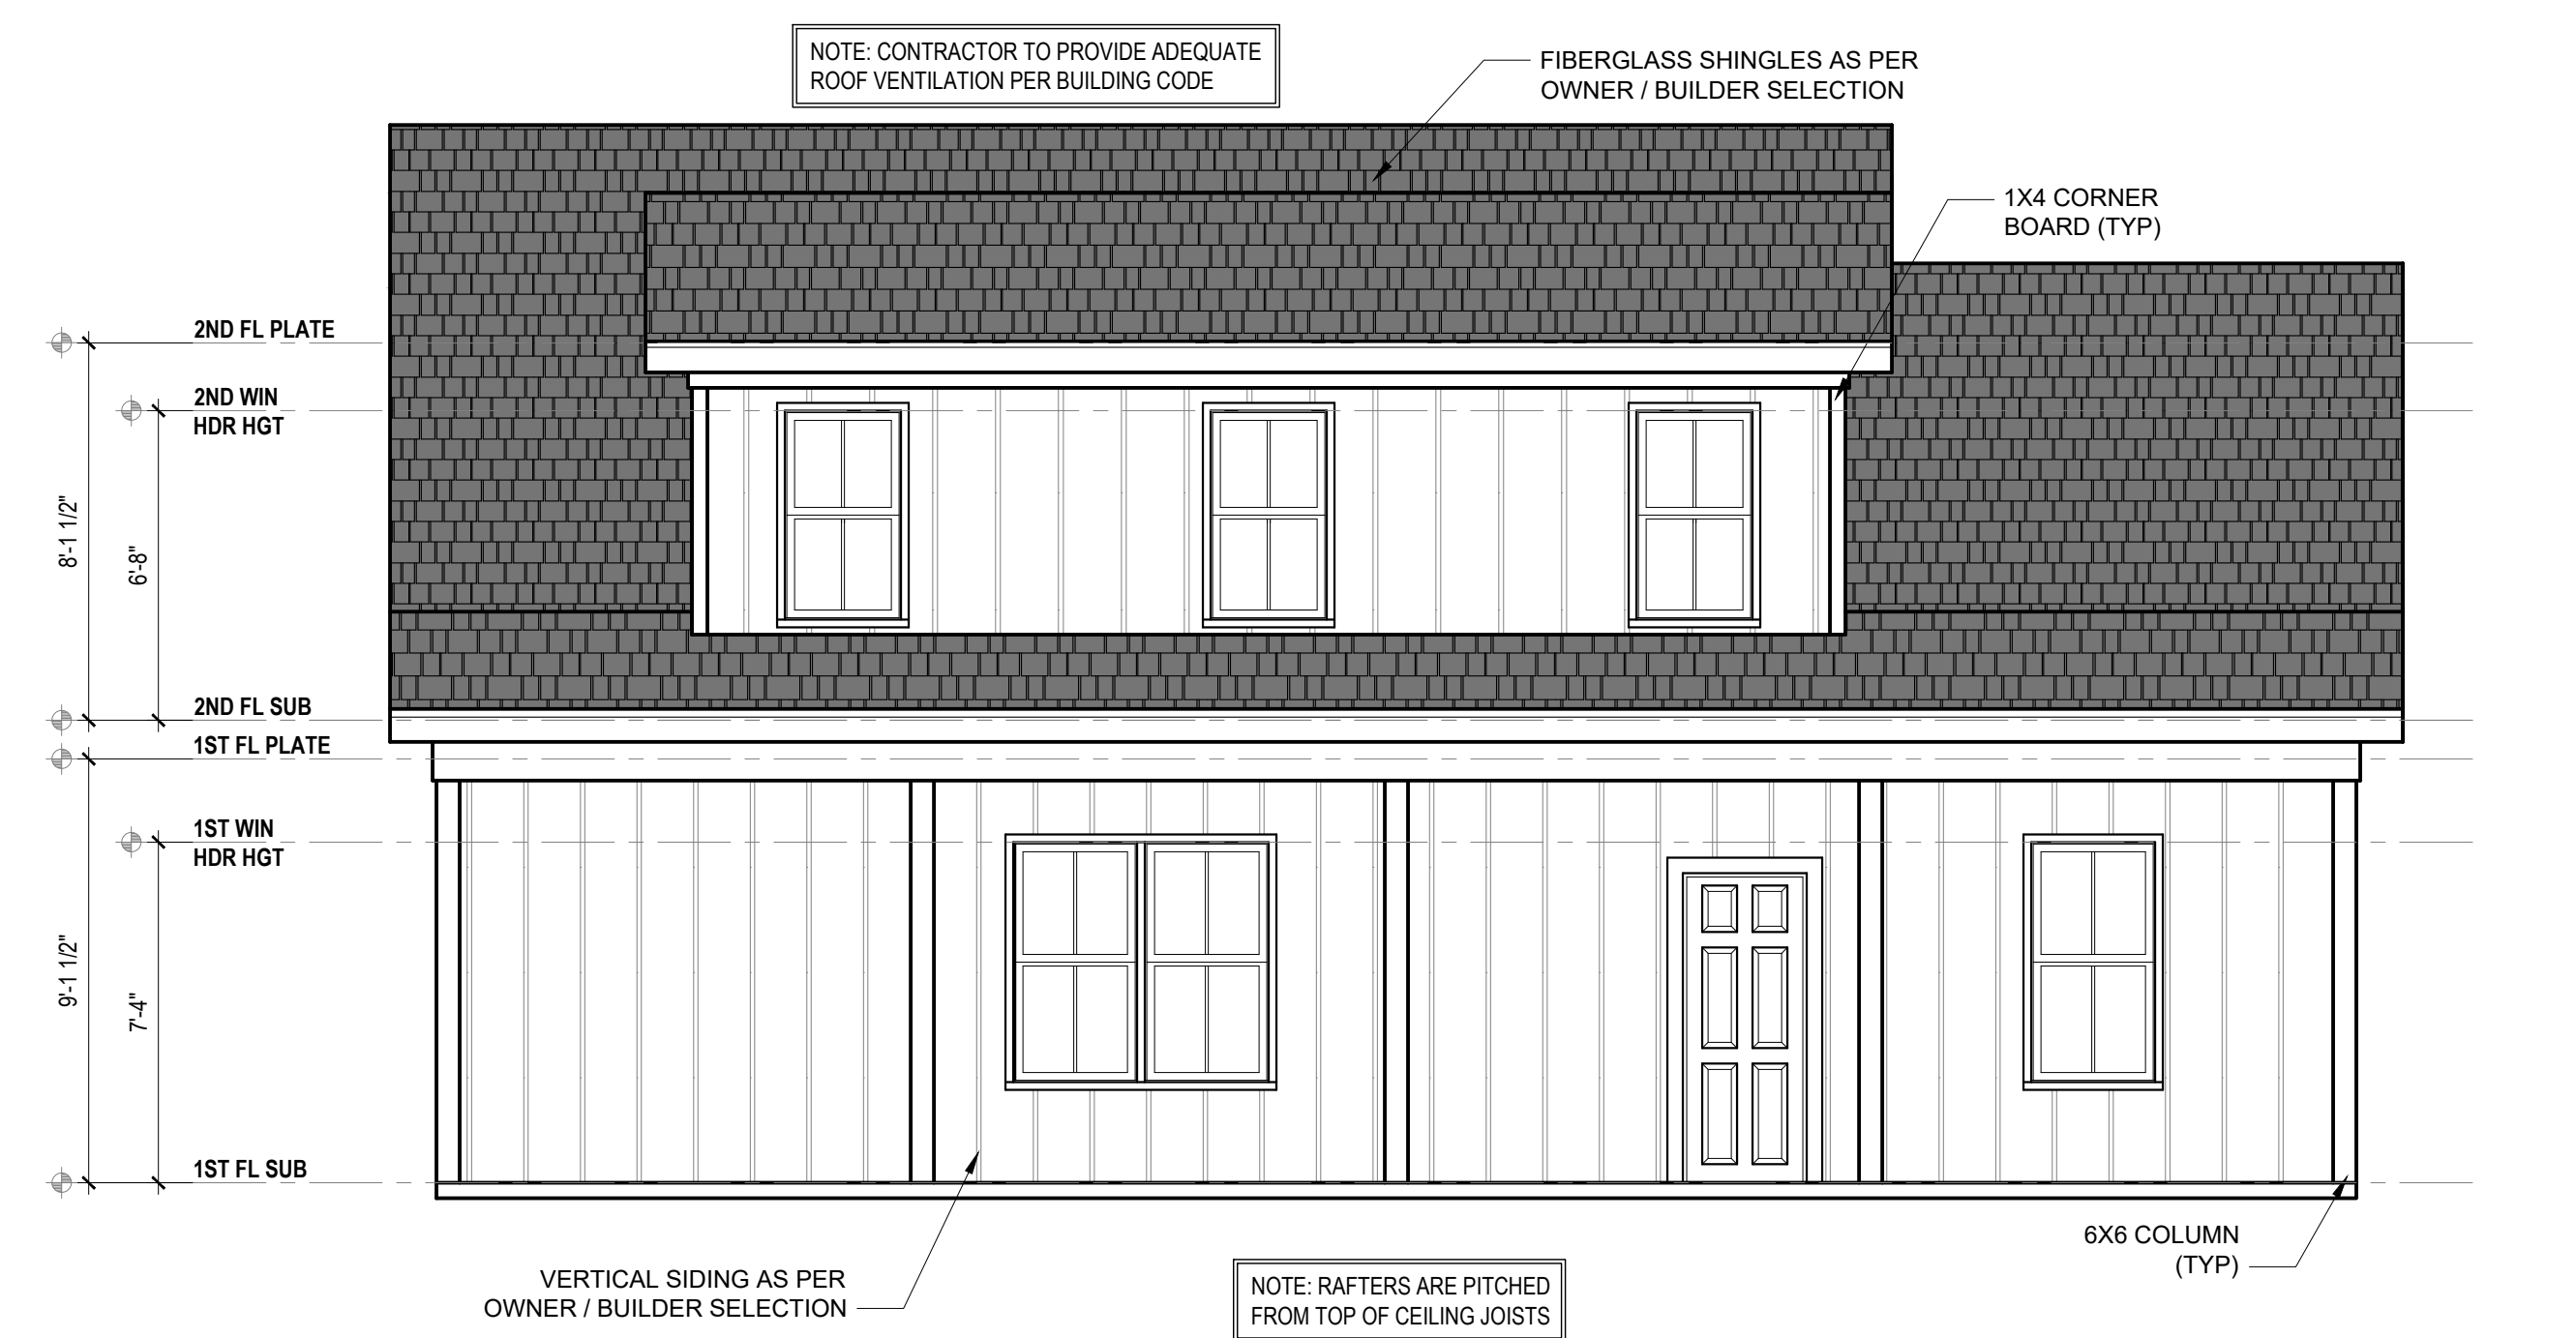 NOTE: CONTRACTOR TO PROVIDE ADEQUATE
ROOF VENTILATION PER BUILDING CODE
FIBERGLASS SHINGLES AS PER
OWNER / BUILDER SELECTION
1X4 CORNER
BOARD (TYP)
2ND FL PLATE
2ND WIN
HDR HGT
8'-1 1/2"
6'-8"
2ND FL SUB
1ST FL PLATE
1ST WIN
HDR HGT
9'-1 1/2"
7'-4"
1ST FL SUB
6X6 COLUMN
(TYP)
VERTICAL SIDING AS PER
OWNER / BUILDER SELECTION
NOTE: RAFTERS ARE PITCHED
FROM TOP OF CEILING JOISTS